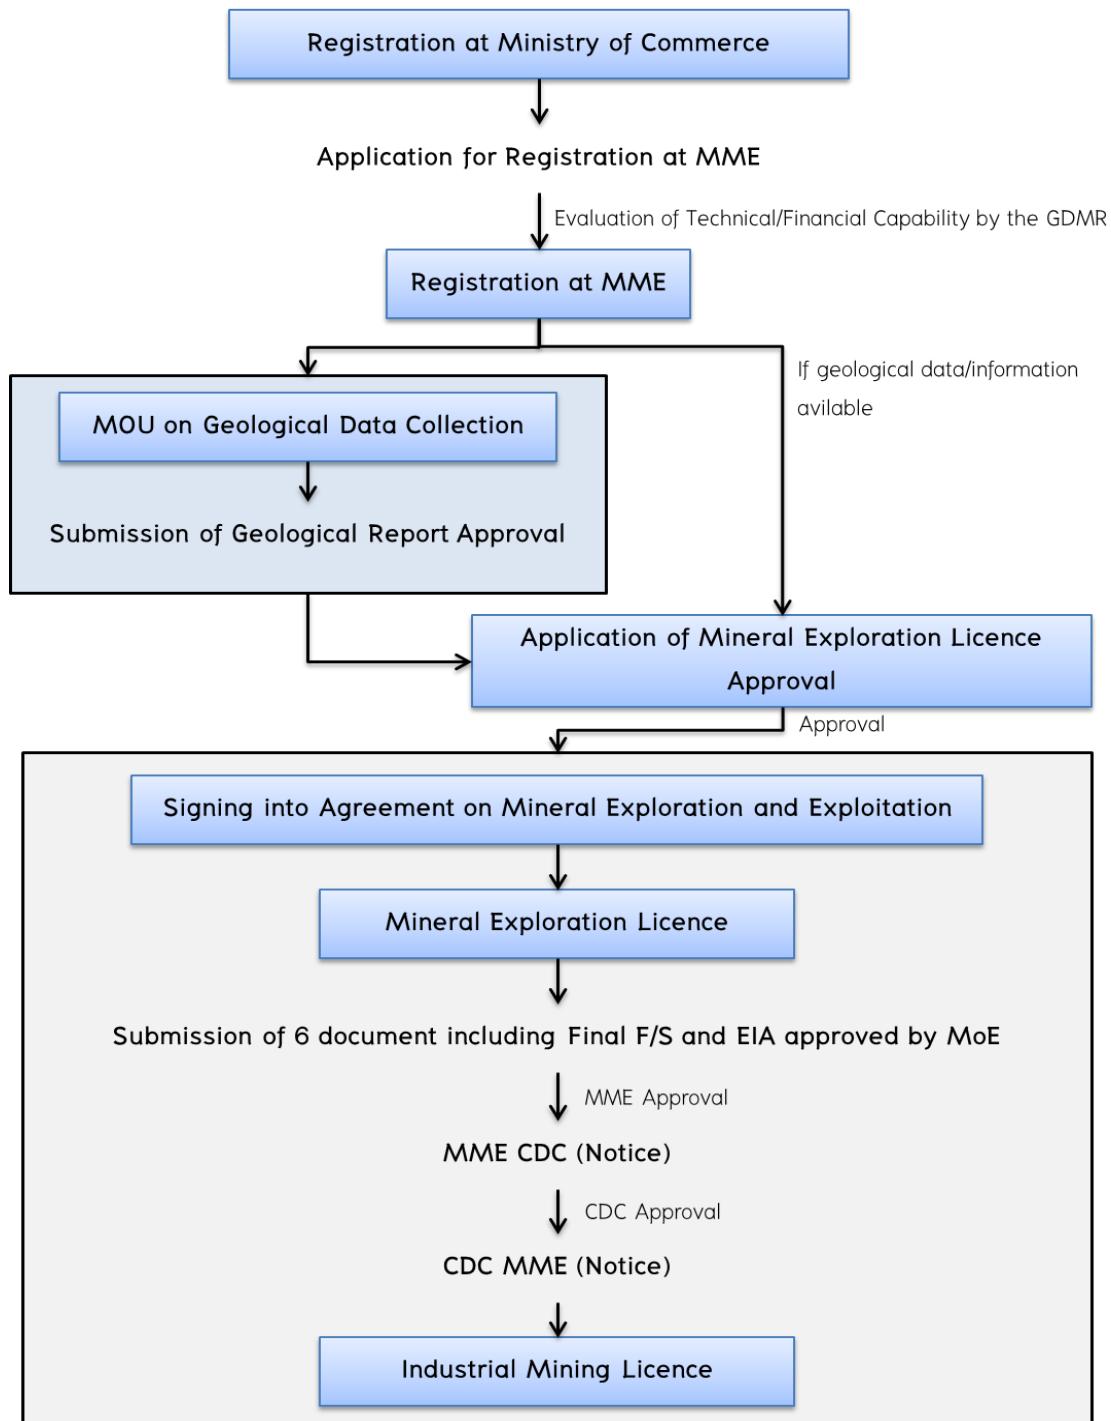 Registration at Ministry of Commerce
Application for Registration at MME
Evaluation of Technical/Financial Capability by the GDMR
Registration at MME
If geological data/information
avilable
MOU on Geological Data Collection
Submission of Geological Report Approval
Application of Mineral Exploration Licence
Approval
Approval
Signing into Agreement on Mineral Exploration and Exploitation
Mineral Exploration Licence
Submission of 6 document including Final F/S and EIA approved by MoE
MME Approval
MME CDC (Notice)
CDC Approval
CDC MME (Notice)
Industrial Mining Licence